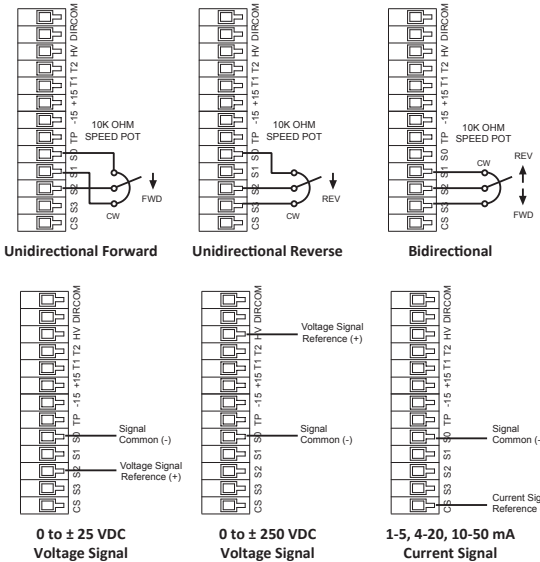 CS S3 S2 S1 S0 TP -15 +15 T1 T2 HV DIRCOM
10K OHM
SPEED POT
CW
FWD
Unidirectional Forward
CS S3 S2 S1 S0 TP -15 +15 T1 T2 HV DIRCOM
10K OHM
SPEED POT
CW
REV
Unidirectional Reverse
CS S3 S2 S1 S0 TP -15 +15 T1 T2 HV DIRCOM
10K OHM
SPEED POT
CW
REV
FWD
Bidirectional
CS S3 S2 S1 S0 TP -15 +15 T1 T2 HV DIRCOM
Signal
Common (-)
Voltage Signal
Reference (+)
0 to ± 25 VDC
Voltage Signal
CS S3 S2 S1 S0 TP -15 +15 T1 T2 HV DIRCOM
Voltage Signal
Reference (+)
Signal
Common (-)
0 to ± 250 VDC
Voltage Signal
CS S3 S2 S1 S0 TP -15 +15 T1 T2 HV DIRCOM
Signal
Common (-
Current Sig
Reference
1-5, 4-20, 10-50 mA
Current Signal